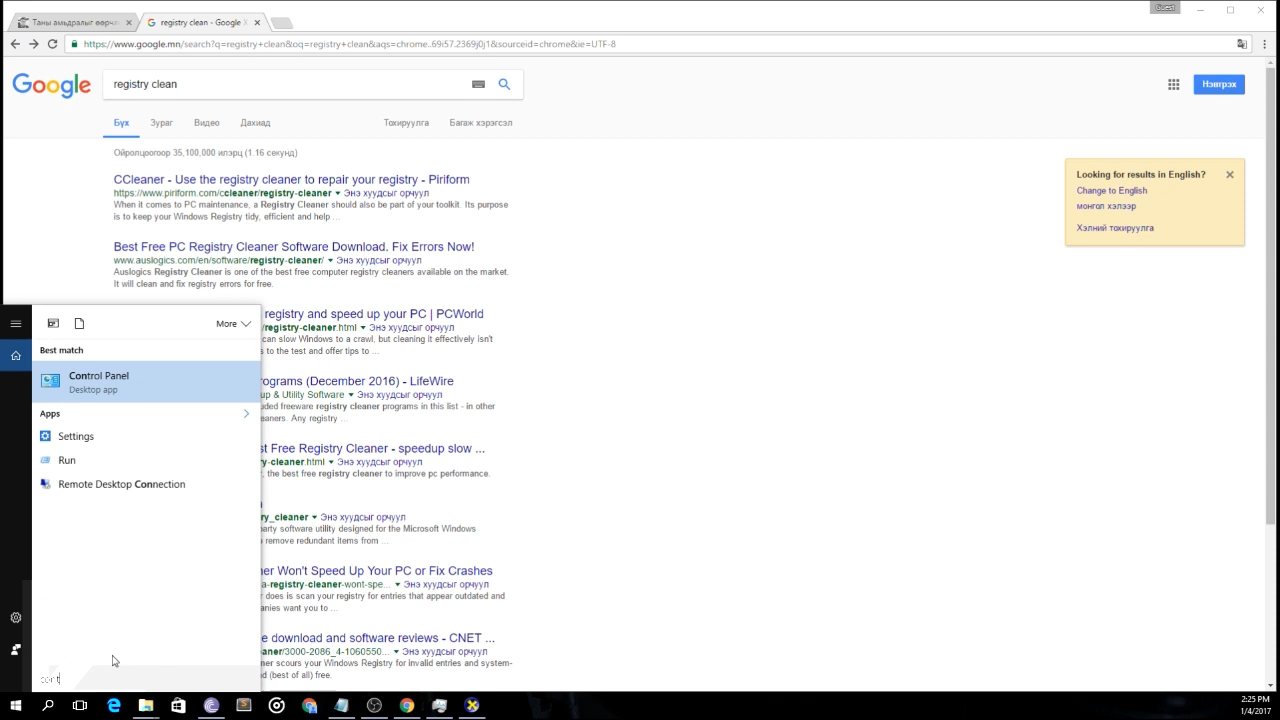 Guest
Таны амьдралыг өөрчл
registry clean - Google Х
https://www.google.mn/search?q=registry+clean&oq=registry+clean&aqs=chrome..69i57.2369j0j1&sourceid=chrome&ie=UTF-8
Google
registry clean
Нэвтрэх
Бүх
Зураг
Видео
Дахиад
Тохируулга
Багаж хэрэгсэл
Ойролцоогоор 35,100,000 илэрц (1.16 секунд)
CCleaner - Use the registry cleaner to repair your registry - Piriform
https://www.piriform.com/ccleaner/registry-cleaner ▼ Энэ хуудсыг орчуул
When it comes to PC maintenance, a Registry Cleaner should also be part of your toolkit. Its purpose
is to keep your Windows Registry tidy, efficient and help ...
Best Free PC Registry Cleaner Software Download. Fix Errors Now!
www.auslogics.com/en/software/registry-cleaner/ ▼ Энэ хуудсыг орчуул
Auslogics Registry Cleaner is one of the best free computer registry cleaners available on the market.
It will clean and fix registry errors for free.
registry and speed up your PC | PCWorld
/registry-cleaner.html ▼ Энэ хуудсыг орчуул
can slow Windows to a crawl, but cleaning it effectively isn't
s to the test and offer tips to ...
ograms (December 2016) - LifeWire
up & Utility Software ▼ Энэ хуудсыг орчуул
uded freeware registry cleaner programs in this list - in other
eaners. Any registry ...
st Free Registry Cleaner - speedup slow ...
y-cleaner.html ▼ Энэ хуудсыг орчуул
r, the best free registry cleaner to improve pc performance.
ry_cleaner ▼ Энэ хуудсыг орчуул
party software utility designed for the Microsoft Windows
remove redundant items from ...
ner Won't Speed Up Your PC or Fix Crashes
a-registry-cleaner-wont-spe... ▼ Энэ хуудсыг орчуул
r does is scan your registry for entries that appear outdated and
panies want you to ...
e download and software reviews - CNET ...
aner/3000-2086_4-1060550... ▼ Энэ хуудсыг орчуул
ner scours your Windows Registry for invalid entries and system-
d (best of all) free.
Looking for results in English?
Change to English
монгол хэлээр
Хэлний тохируулга
More
Best match
Control Panel
Desktop app
Apps
Settings
Run
Remote Desktop Connection
cont
2:25 PM
1/4/2017